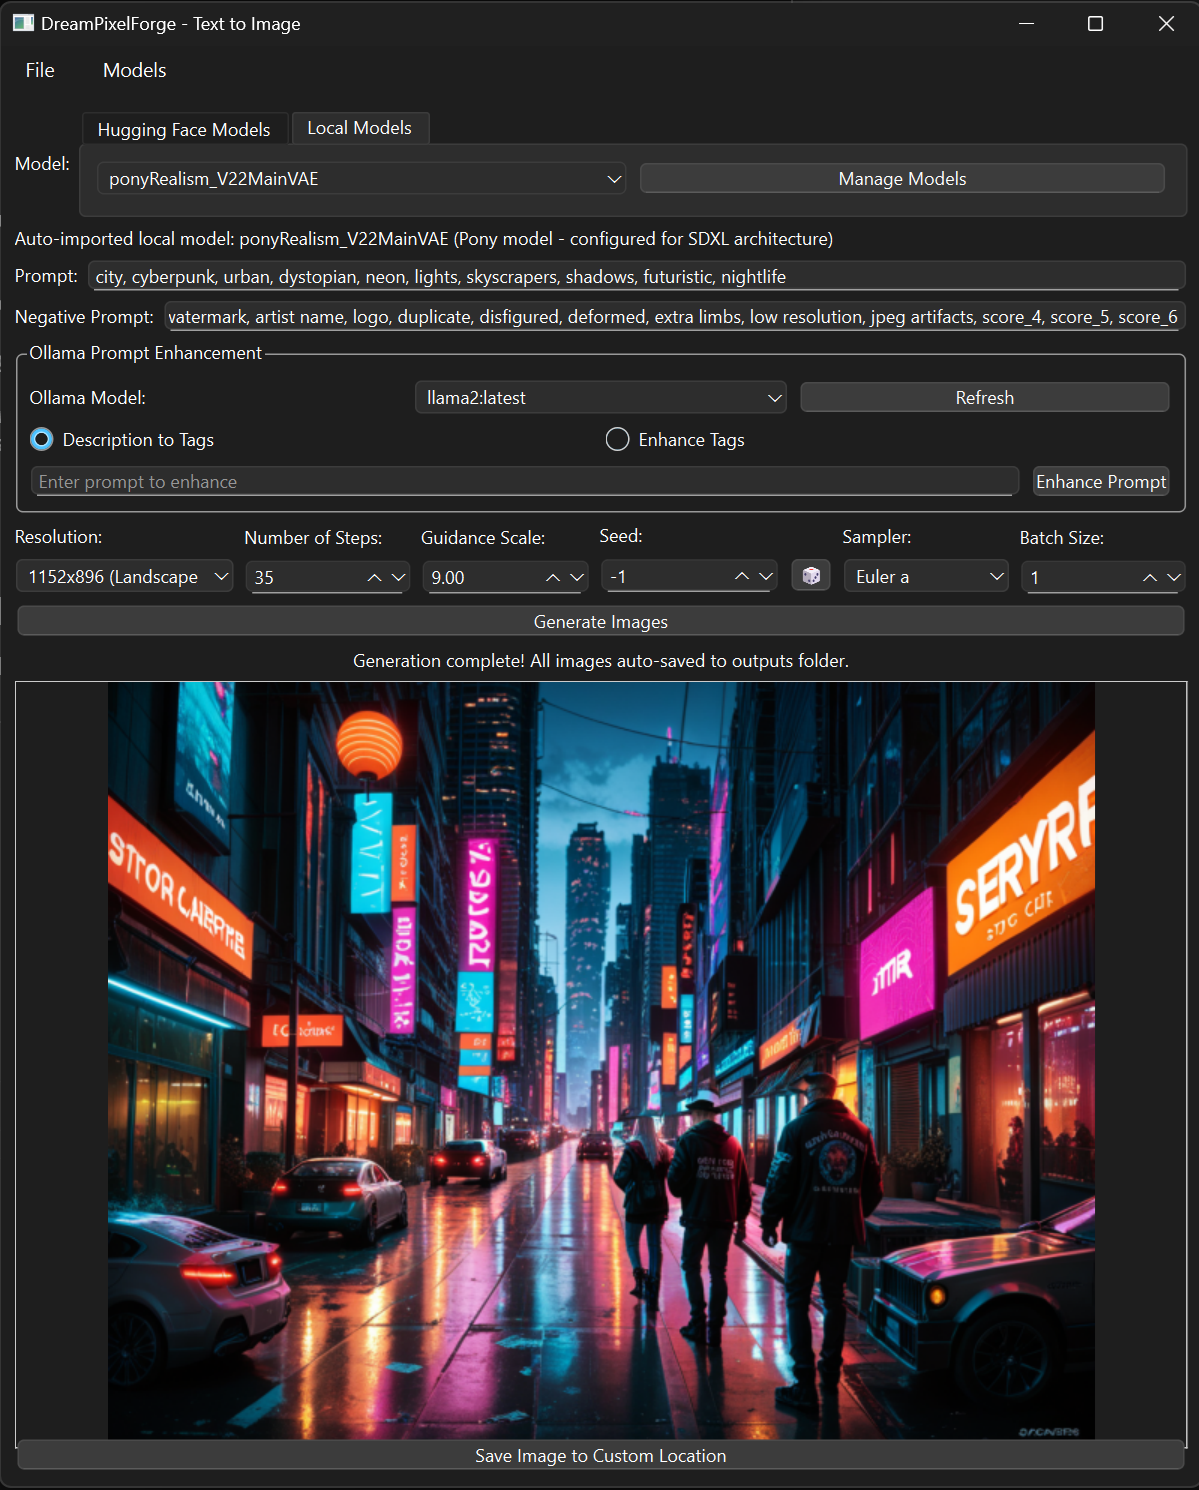 DreamPixelForge - Text to Image
File Models
Hugging Face Models Local Models
Model: ponyRealism_V22MainVAE Manage Models
Auto-imported local model: ponyRealism_V22MainVAE (Pony model - configured for SDXL architecture)
Prompt: city, cyberpunk, urban, dystopian, neon, lights, skyscrapers, shadows, futuristic, nightlife
Negative Prompt: watermark, artist name, logo, duplicate, disfigured, deformed, extra limbs, low resolution, jpeg artifacts, score_4, score_5, score_6
Ollama Prompt Enhancement
Ollama Model: llama2:latest Refresh
Description to Tags Enhance Tags
Enter prompt to enhance Enhance Prompt
Resolution: Number of Steps: Guidance Scale: Seed: Sampler: Batch Size:
1152x896 (Landscape 35 9.00 -1 Euler a 1
Generate Images
Generation complete! All images auto-saved to outputs folder.
STOR
SERYRF
Save Image to Custom Location